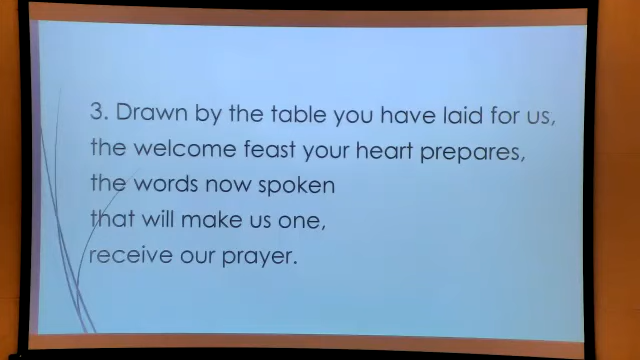 3. Drawn by the table you have laid for us,
the welcome feast your heart prepares,
the words now spoken
that will make us one,
receive our prayer.